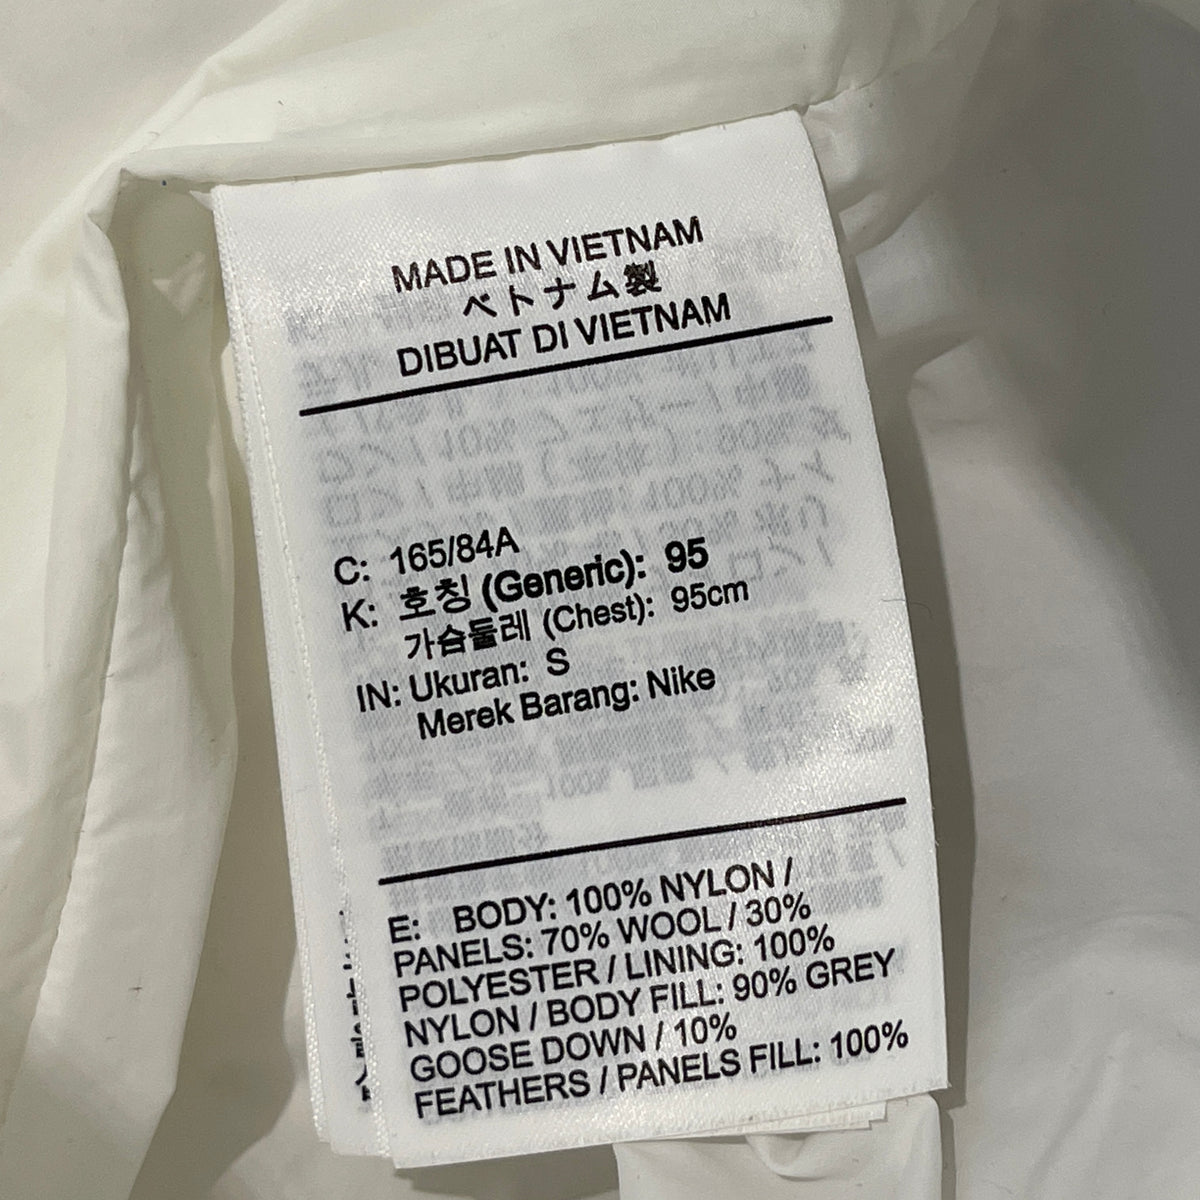 MADE IN VIETNAM
ベトナム製
DIBUAT DI VIETNAM
C: 165/84A
K: 호칭 (Generic): 95
가슴둘레 (Chest): 95cm
IN: Ukuran: S
Merek Barang: Nike
E: BODY: 100% NYLON /
PANELS: 70% WOOL / 30%
POLYESTER / LINING: 100%
NYLON / BODY FILL: 90% GREY
GOOSE DOWN / 10%
FEATHERS / PANELS FILL: 100%